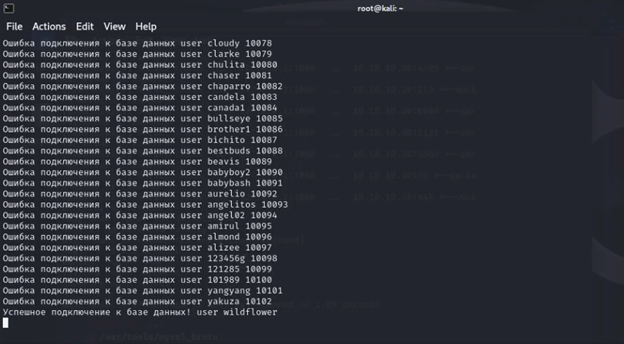 root@kali: ~
File Actions Edit View Help
Ошибка подключения к базе данных user cloudy 10078
Ошибка подключения к базе данных user clarke 10079
Ошибка подключения к базе данных user chulita 10080
Ошибка подключения к базе данных user chaser 10081
Ошибка подключения к базе данных user chaparro 10082
Ошибка подключения к базе данных user candela 10083
Ошибка подключения к базе данных user canada1 10084
Ошибка подключения к базе данных user bullseye 10085
Ошибка подключения к базе данных user brother1 10086
Ошибка подключения к базе данных user bichito 10087
Ошибка подключения к базе данных user bestbuds 10088
Ошибка подключения к базе данных user beavis 10089
Ошибка подключения к базе данных user babyboy2 10090
Ошибка подключения к базе данных user babybash 10091
Ошибка подключения к базе данных user aurelio 10092
Ошибка подключения к базе данных user angelitos 10093
Ошибка подключения к базе данных user angel02 10094
Ошибка подключения к базе данных user amirul 10095
Ошибка подключения к базе данных user almond 10096
Ошибка подключения к базе данных user alizee 10097
Ошибка подключения к базе данных user 123456g 10098
Ошибка подключения к базе данных user 121285 10099
Ошибка подключения к базе данных user 101989 10100
Ошибка подключения к базе данных user yangyang 10101
Ошибка подключения к базе данных user yakuza 10102
Успешное подключение к базе данных! user wildflower